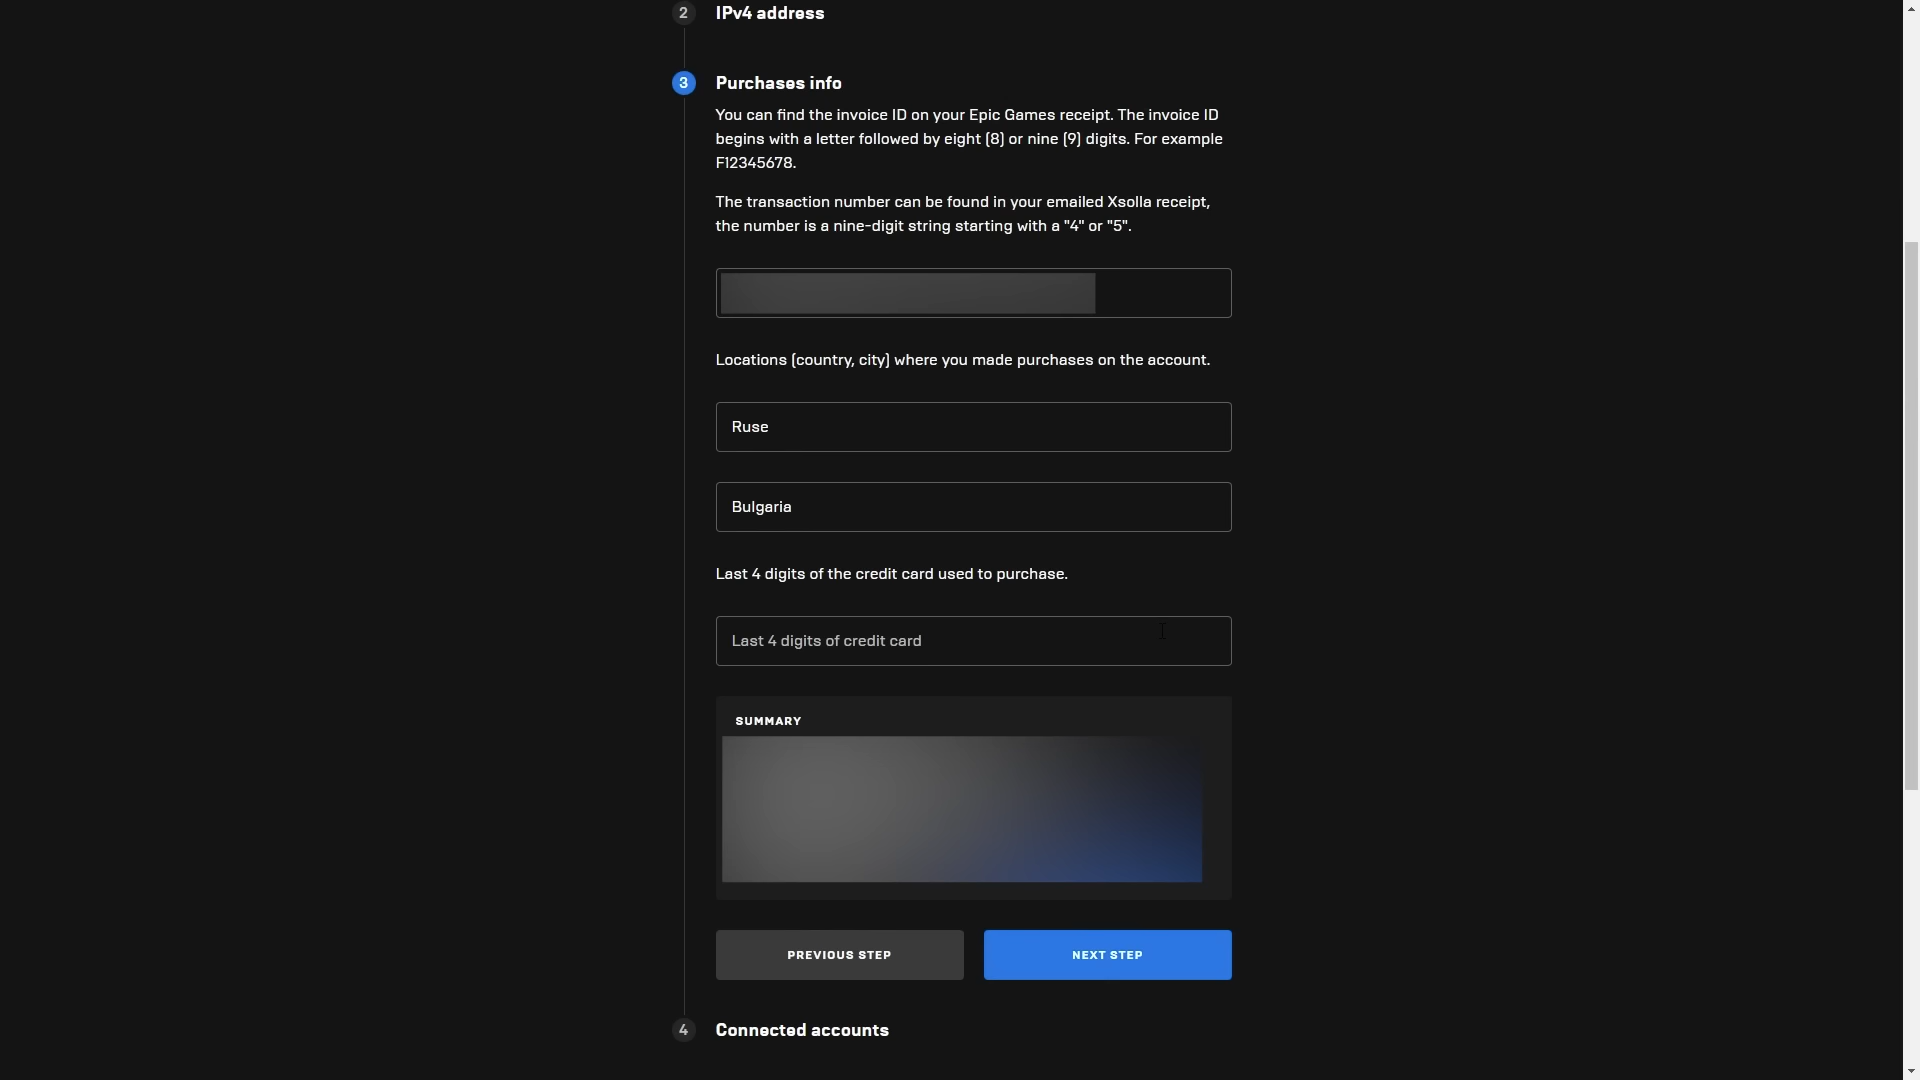 2 IPv4 address
3 Purchases info
You can find the invoice ID on your Epic Games receipt. The invoice ID
begins with a letter followed by eight (8) or nine (9) digits. For example
F12345678.
The transaction number can be found in your emailed Xsolla receipt,
the number is a nine-digit string starting with a "4" or "5".
Locations (country, city) where you made purchases on the account.
Ruse
Bulgaria
Last 4 digits of the credit card used to purchase.
Last 4 digits of credit card
SUMMARY
PREVIOUS STEP
NEXT STEP
4 Connected accounts